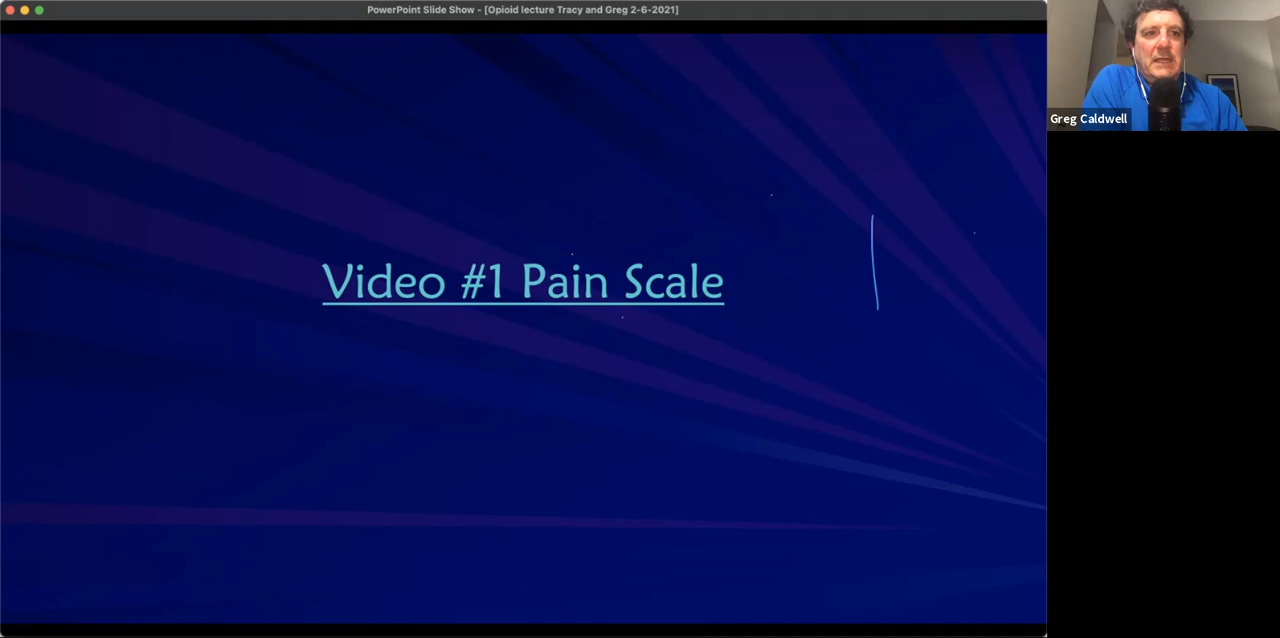 PowerPoint Slide Show - [Opioid lecture Tracy and Greg 2-6-2021]
Greg Caldwell
Video #1 Pain Scale